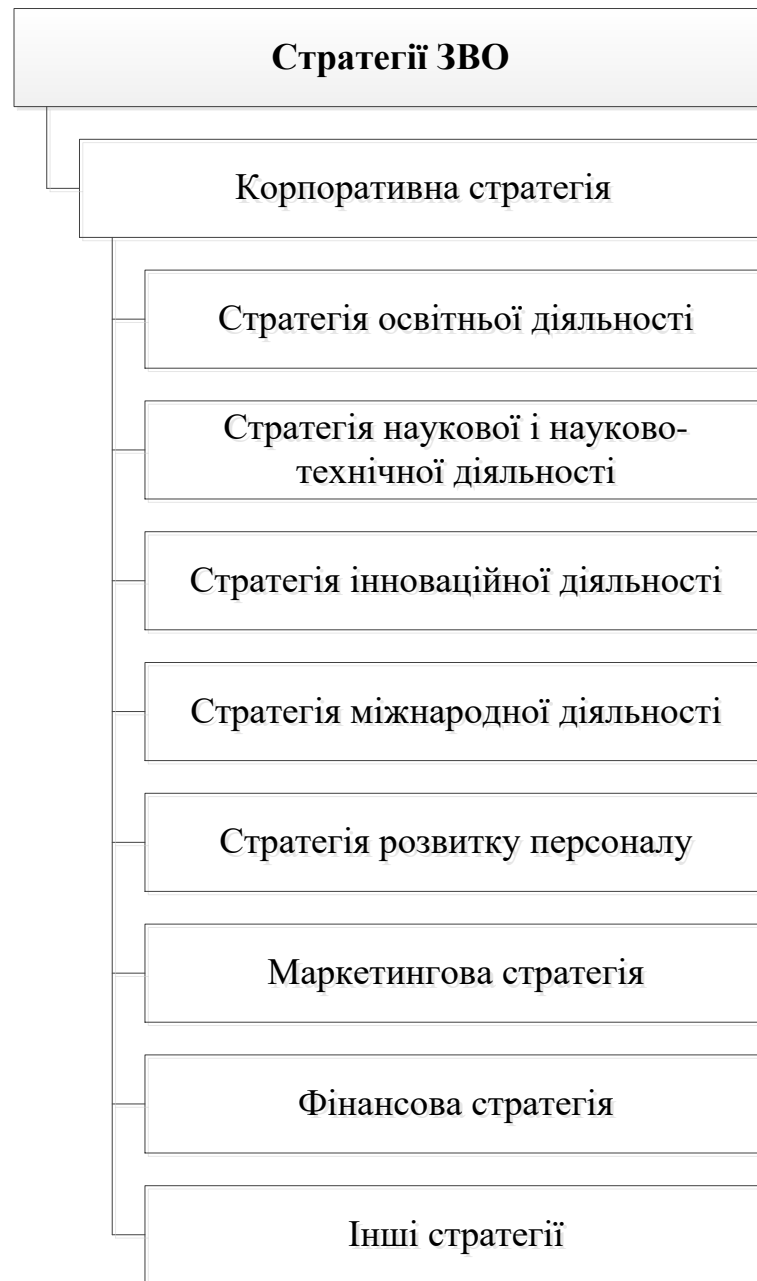 Стратегії ЗВО
Корпоративна стратегія
Стратегія освітньої діяльності
Стратегія наукової і науково-
технічної діяльності
Стратегія інноваційної діяльності
Стратегія міжнародної діяльності
Стратегія розвитку персоналу
Маркетингова стратегія
Фінансова стратегія
Інші стратегії